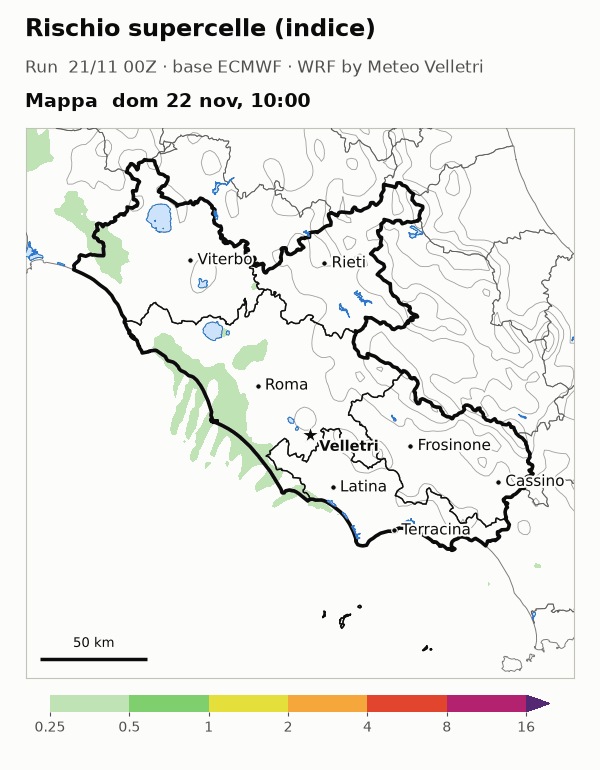 Rischio supercelle (indice)
Run 21/11 00Z · base ECMWF · WRF by Meteo Velletri
Mappa dom 22 nov, 10:00
Viterbo
Rieti
Roma
Velletri
Frosinone
Cassino
Latina
Terracina
50 km
0.25 0.5 1 2 4 8 16